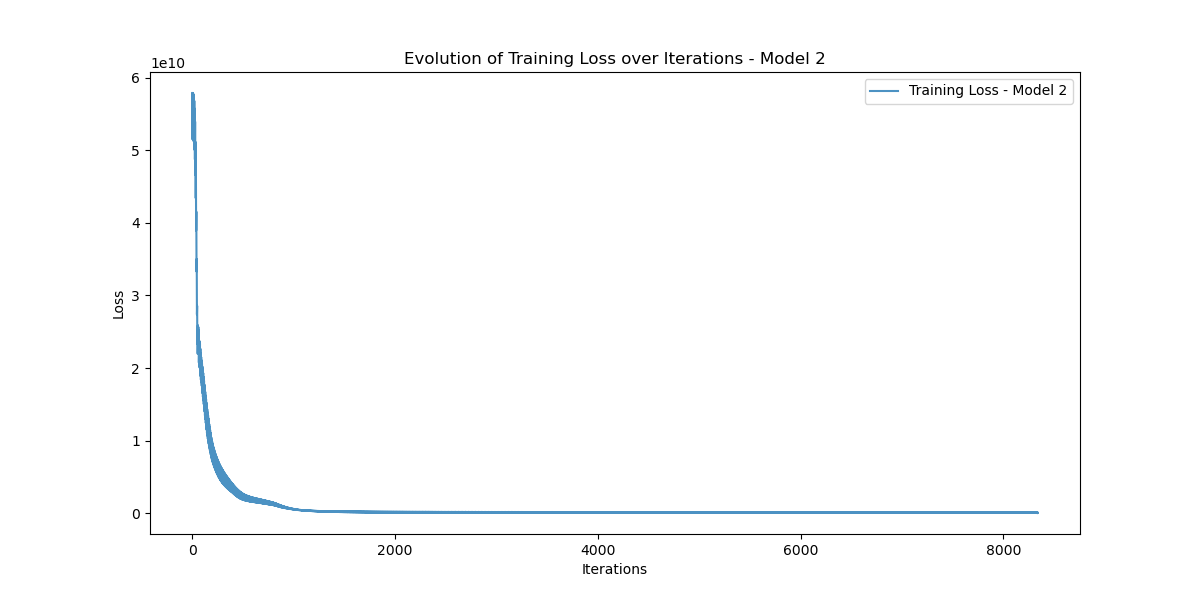 Evolution of Training Loss over Iterations - Model 2
1e10
Training Loss - Model 2
6
5
4
3
2
1
0
Loss
0 2000 4000 6000 8000
Iterations